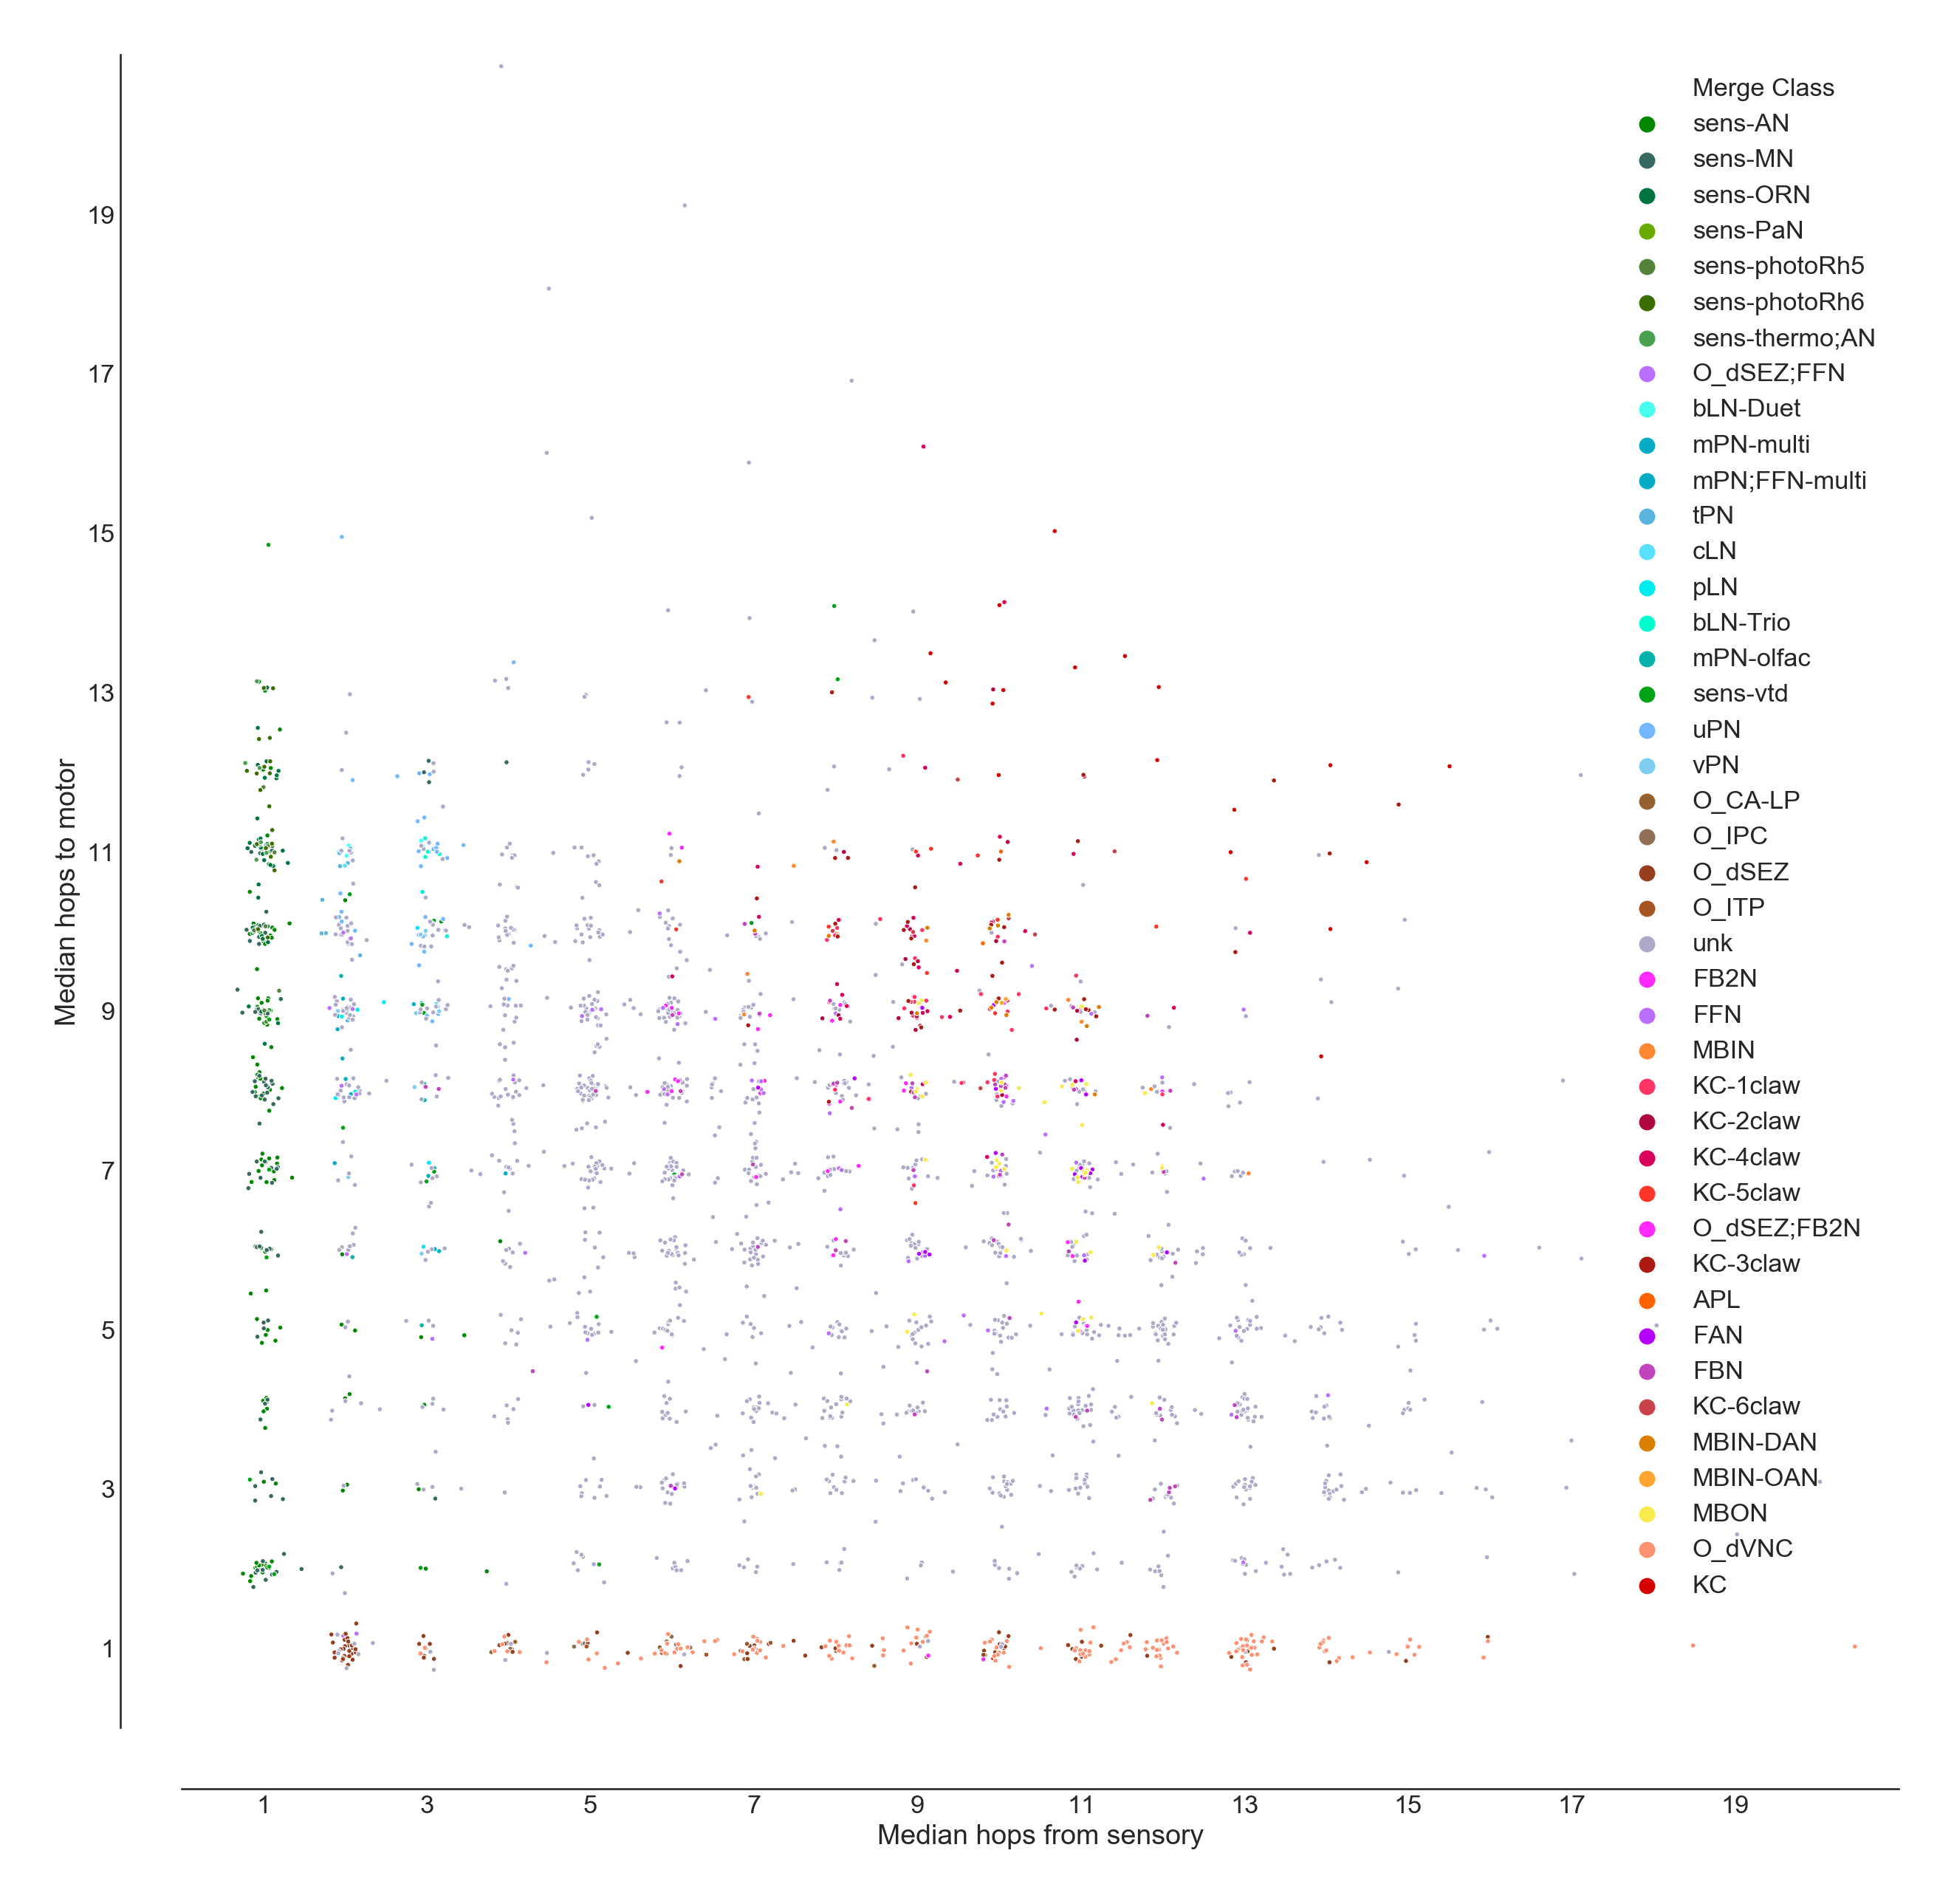 Merge Class
sens-AN
sens-MN
sens-ORN
sens-PaN
sens-photoRh5
sens-photoRh6
sens-thermo;AN
O_dSEZ;FFN
bLN-Duet
mPN-multi
mPN;FFN-multi
tPN
cLN
pLN
bLN-Trio
mPN-olfac
sens-vtd
uPN
vPN
O_CA-LP
O_IPC
O_dSEZ
O_ITP
unk
FB2N
FFN
MBIN
KC-1claw
KC-2claw
KC-4claw
KC-5claw
O_dSEZ;FB2N
KC-3claw
APL
FAN
FBN
KC-6claw
MBIN-DAN
MBIN-OAN
MBON
O_dVNC
KC
Median hops to motor
19
17
15
13
11
9
7
5
3
1
1 3 5 7 9 11 13 15 17 19
Median hops from sensory